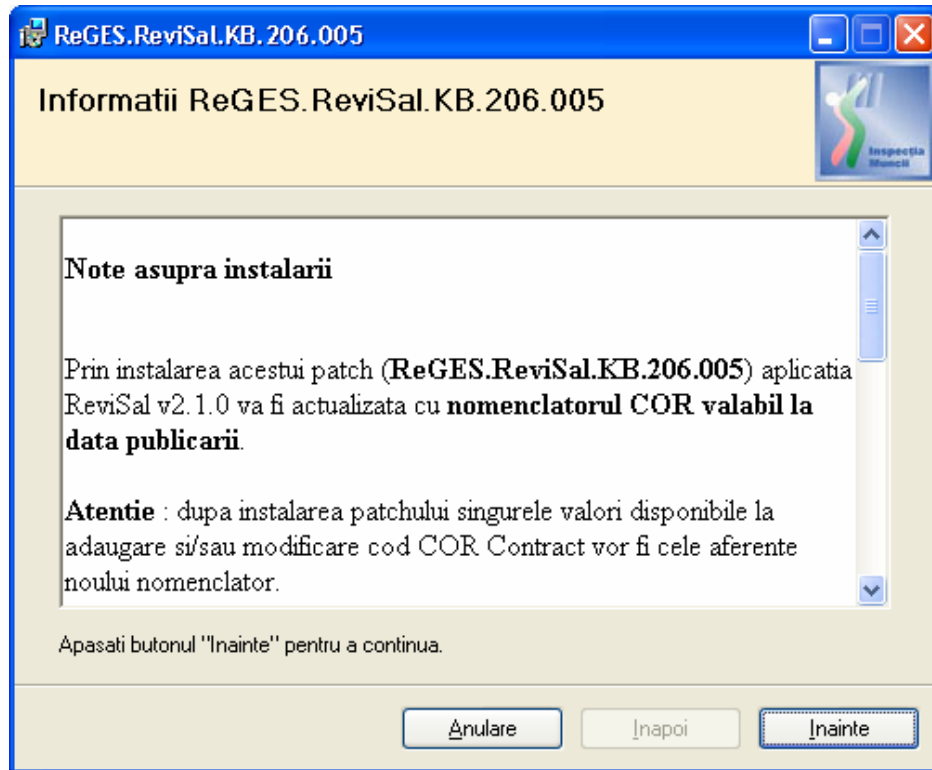 ReGES.ReviSal.KB.206.005
Informatii ReGES.ReviSal.KB.206.005
Inspecția
Muncii
Note asupra instalarii
Prin instalarea acestui patch (ReGES.ReviSal.KB.206.005) aplicatia
ReviSal v2.1.0 va fi actualizata cu nomenclatorul COR valabil la
data publicarii.
Atentie : dupa instalarea patchului singurele valori disponibile la
adaugare si/sau modificare cod COR Contract vor fi cele aferente
noului nomenclator.
Apasati butonul "Inainte" pentru a continua.
Anulare
Inapoi
Inainte